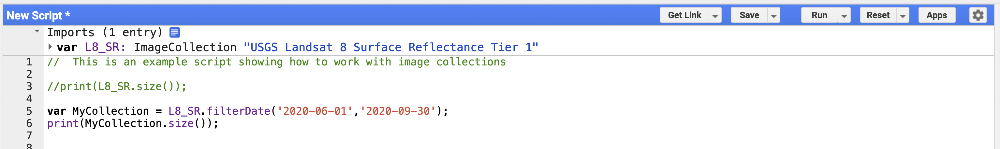 New Script *
Get Link Save Run Reset Apps
Imports (1 entry)
var L8_SR: ImageCollection "USGS Landsat 8 Surface Reflectance Tier 1"
1 //  This is an example script showing how to work with image collections
2
3 //print(L8_SR.size());
4
5 var MyCollection = L8_SR.filterDate('2020-06-01','2020-09-30');
6 print(MyCollection.size());
7
8